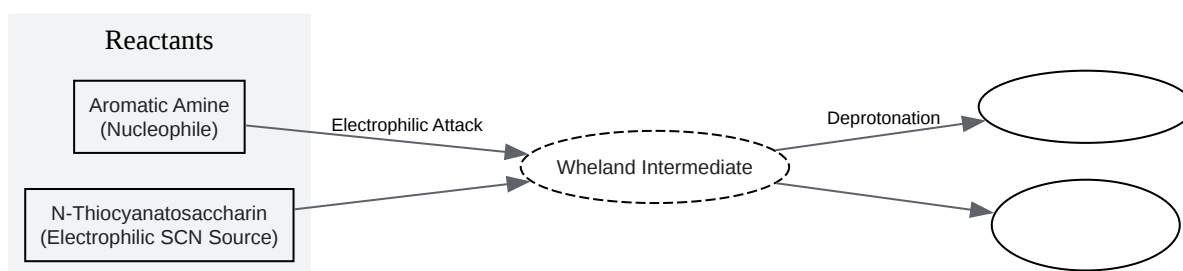 Reactants
Aromatic Amine
(Nucleophile)
Electrophilic Attack
N-Thiocyanatosaccharin
(Electrophilic SCN Source)
Wheland Intermediate
Deprotonation